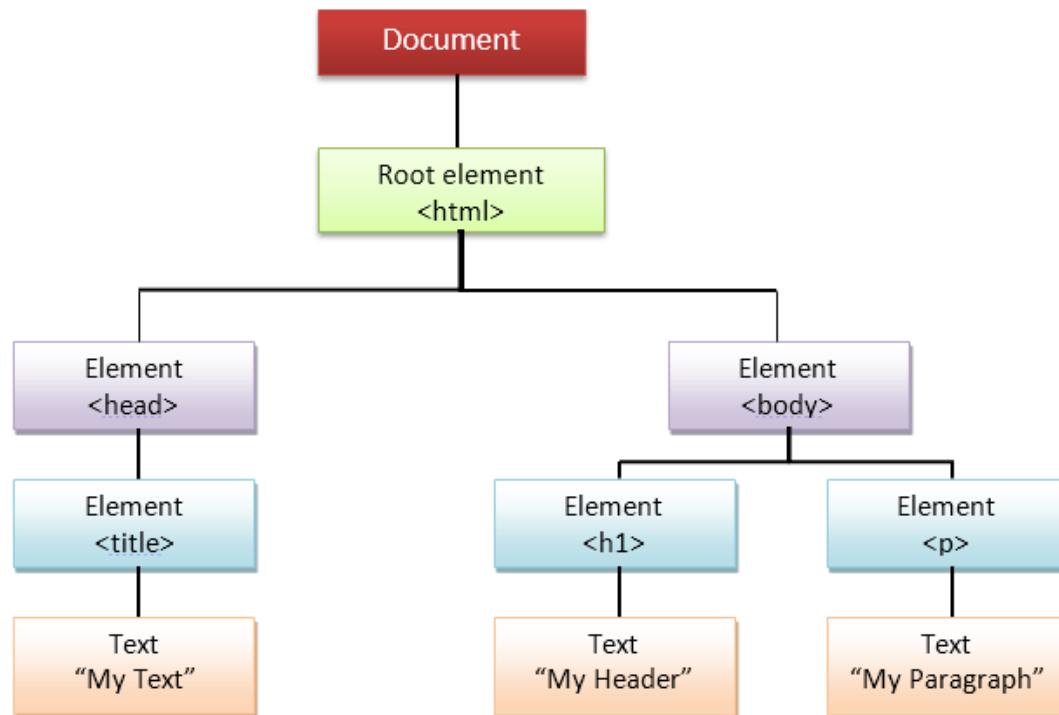 Document
Root element
<html>
Element
<head>
Element
<body>
Element
<title>
Element
<h1>
Element
<p>
Text
“My Text”
Text
“My Header”
Text
“My Paragraph”